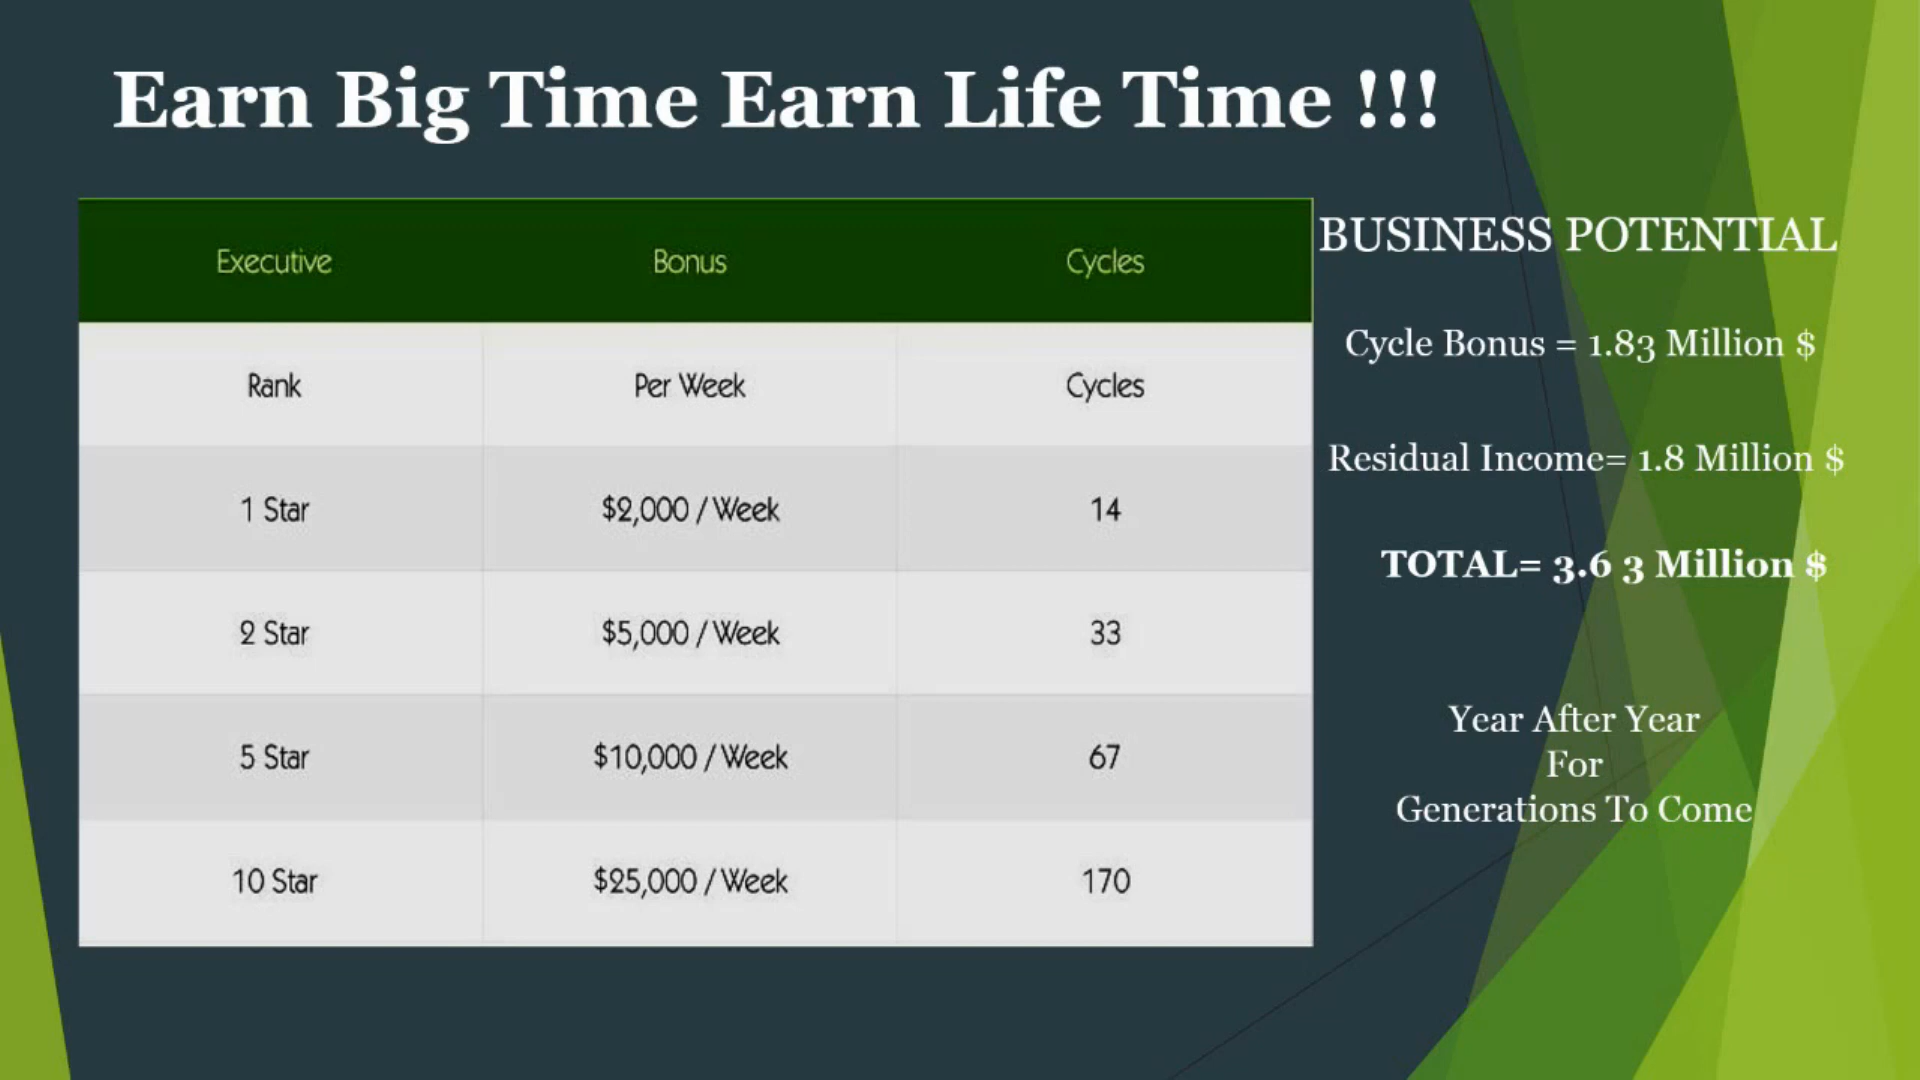 Earn Big Time Earn Life Time !!!
Executive Bonus Cycles
Rank Per Week Cycles
1 Star $2,000 / Week 14
2 Star $5,000 / Week 33
5 Star $10,000 / Week 67
10 Star $25,000 / Week 170
BUSINESS POTENTIAL
Cycle Bonus = 1.83 Million $
Residual Income= 1.8 Million $
TOTAL= 3.6 3 Million $
Year After Year
For
Generations To Come